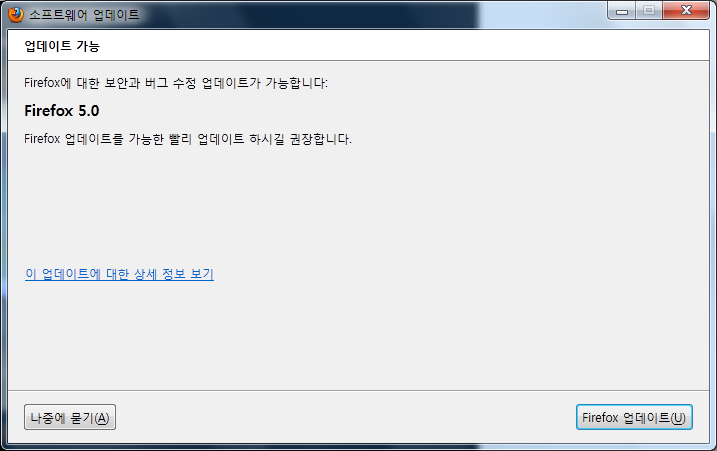 소프트웨어 업데이트
업데이트 가능
Firefox에 대한 보안과 버그 수정 업데이트가 가능합니다:
Firefox 5.0
Firefox 업데이트를 가능한 빨리 업데이트 하시길 권장합니다.
이 업데이트에 대한 상세 정보 보기
나중에 묻기(A)
Firefox 업데이트(U)